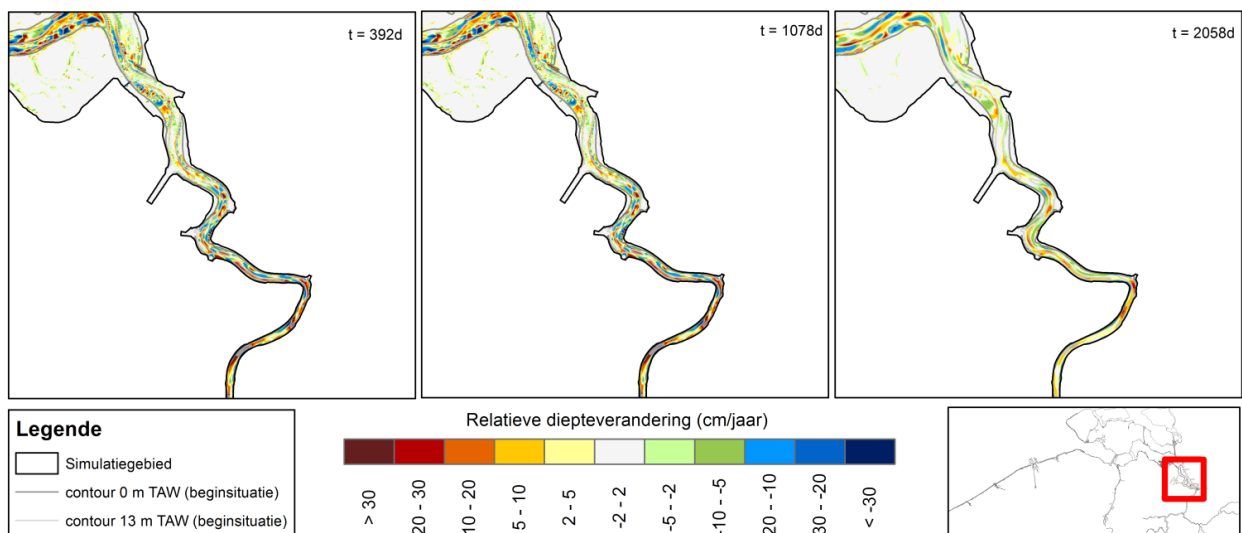 t = 392d
t = 1078d
t = 2058d
Legende
Simulatiegebied
contour 0 m TAW (beginsituatie)
contour 13 m TAW (beginsituatie)
Relatieve diepteverandering (cm/jaar)
> 30
20 - 30
10 - 20
5 - 10
2 - 5
-2 - 2
-5 - -2
-10 - -5
20 - -10
30 - -20
< -30